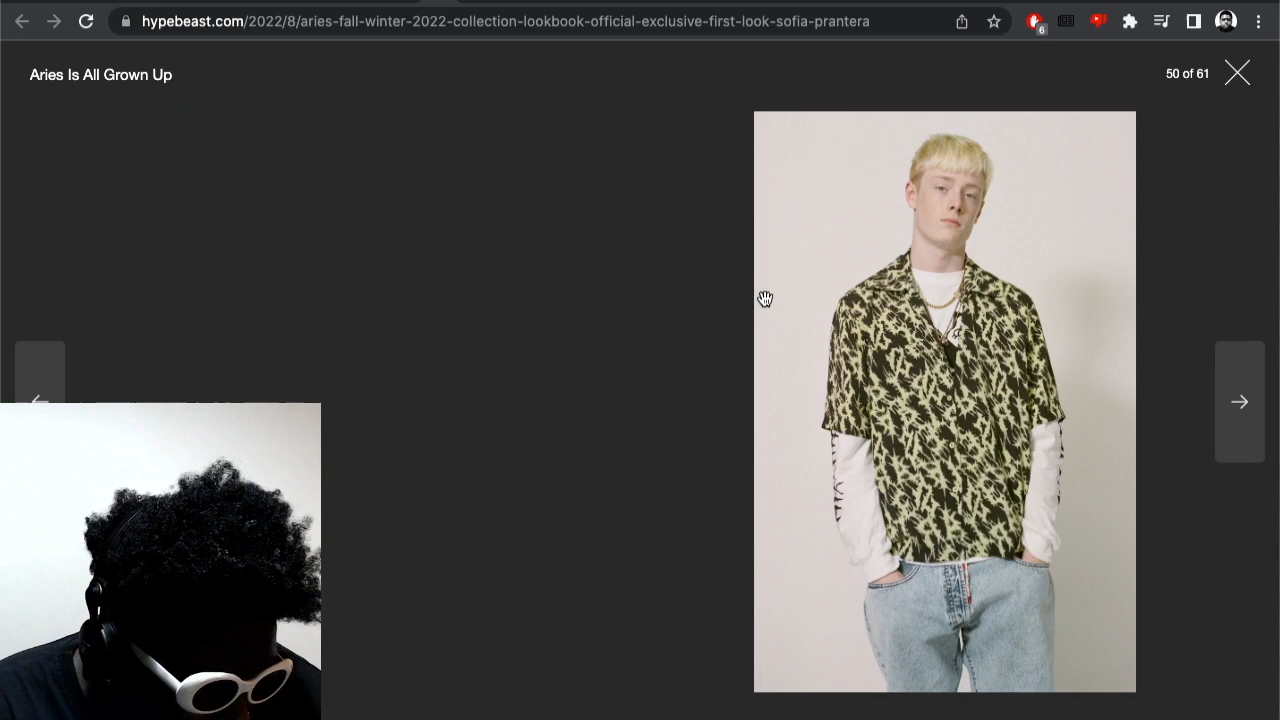 hypebeast.com/2022/8/aries-fall-winter-2022-collection-lookbook-official-exclusive-first-look-sofia-prantera
6
Aries Is All Grown Up
50 of 61